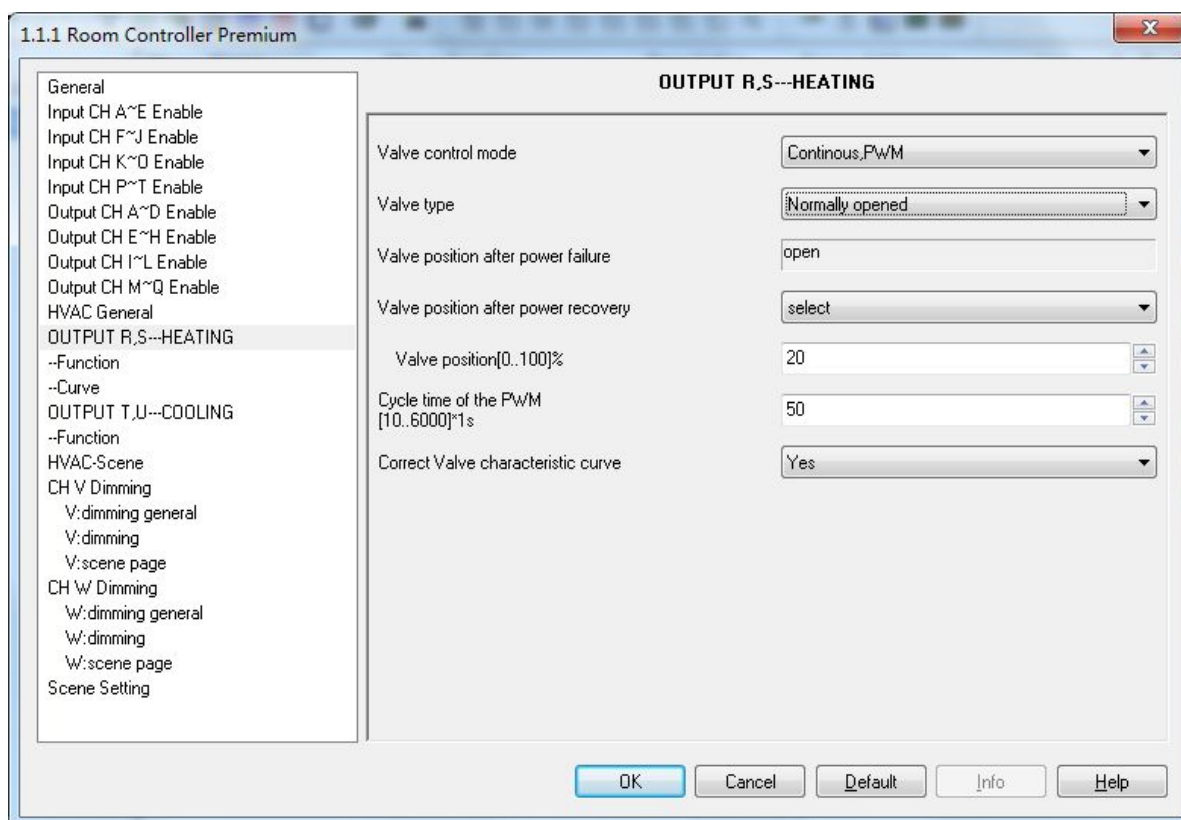 1.1.1 Room Controller Premium
General
Input CH A~E Enable
Input CH F~J Enable
Input CH K~O Enable
Input CH P~T Enable
Output CH A~D Enable
Output CH E~H Enable
Output CH I~L Enable
Output CH M~Q Enable
HVAC General
OUTPUT R,S---HEATING
--Function
--Curve
OUTPUT T,U---COOLING
--Function
HVAC-Scene
CH V Dimming
V:dimming general
V:dimming
V:scene page
CH W Dimming
W:dimming general
W:dimming
W:scene page
Scene Setting
OUTPUT R,S---HEATING
Valve control mode Continous,PWM
Valve type Normally opened
Valve position after power failure open
Valve position after power recovery select
Valve position[0..100]% 20
Cycle time of the PWM
[10..6000]*1s 50
Correct Valve characteristic curve Yes
OK Cancel Default Info Help